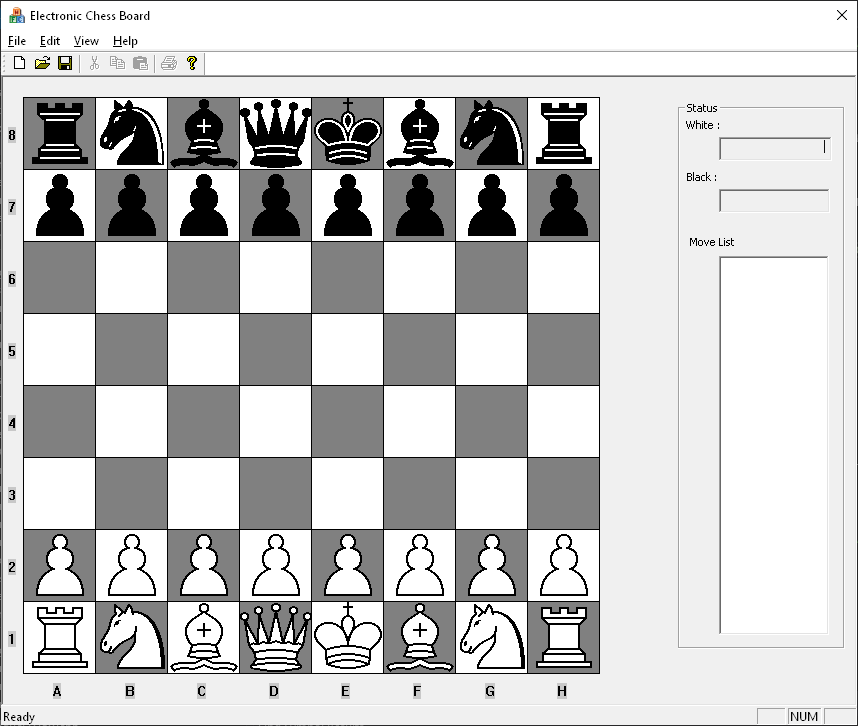 Electronic Chess Board
File Edit View Help
Status
White :
Black :
Move List
8
7
6
5
4
3
2
1
A B C D E F G H
Ready
NUM